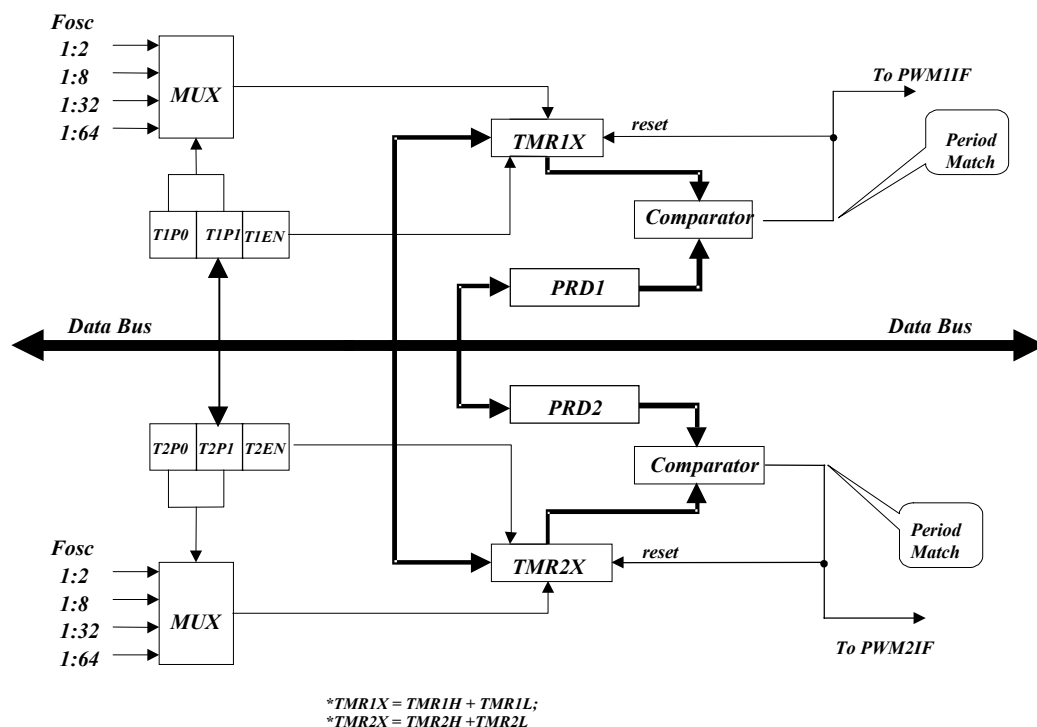 Fosc
1:2
1:8
1:32
1:64
MUX
To PWM1IF
reset
TMR1X
Period
Match
T1P0 T1P1 T1EN
Comparator
PRD1
Data Bus
Data Bus
PRD2
T2P0 T2P1 T2EN
Comparator
Period
Match
Fosc
1:2
1:8
1:32
1:64
MUX
reset
TMR2X
To PWM2IF
*TMR1X = TMR1H + TMR1L;
*TMR2X = TMR2H +TMR2L